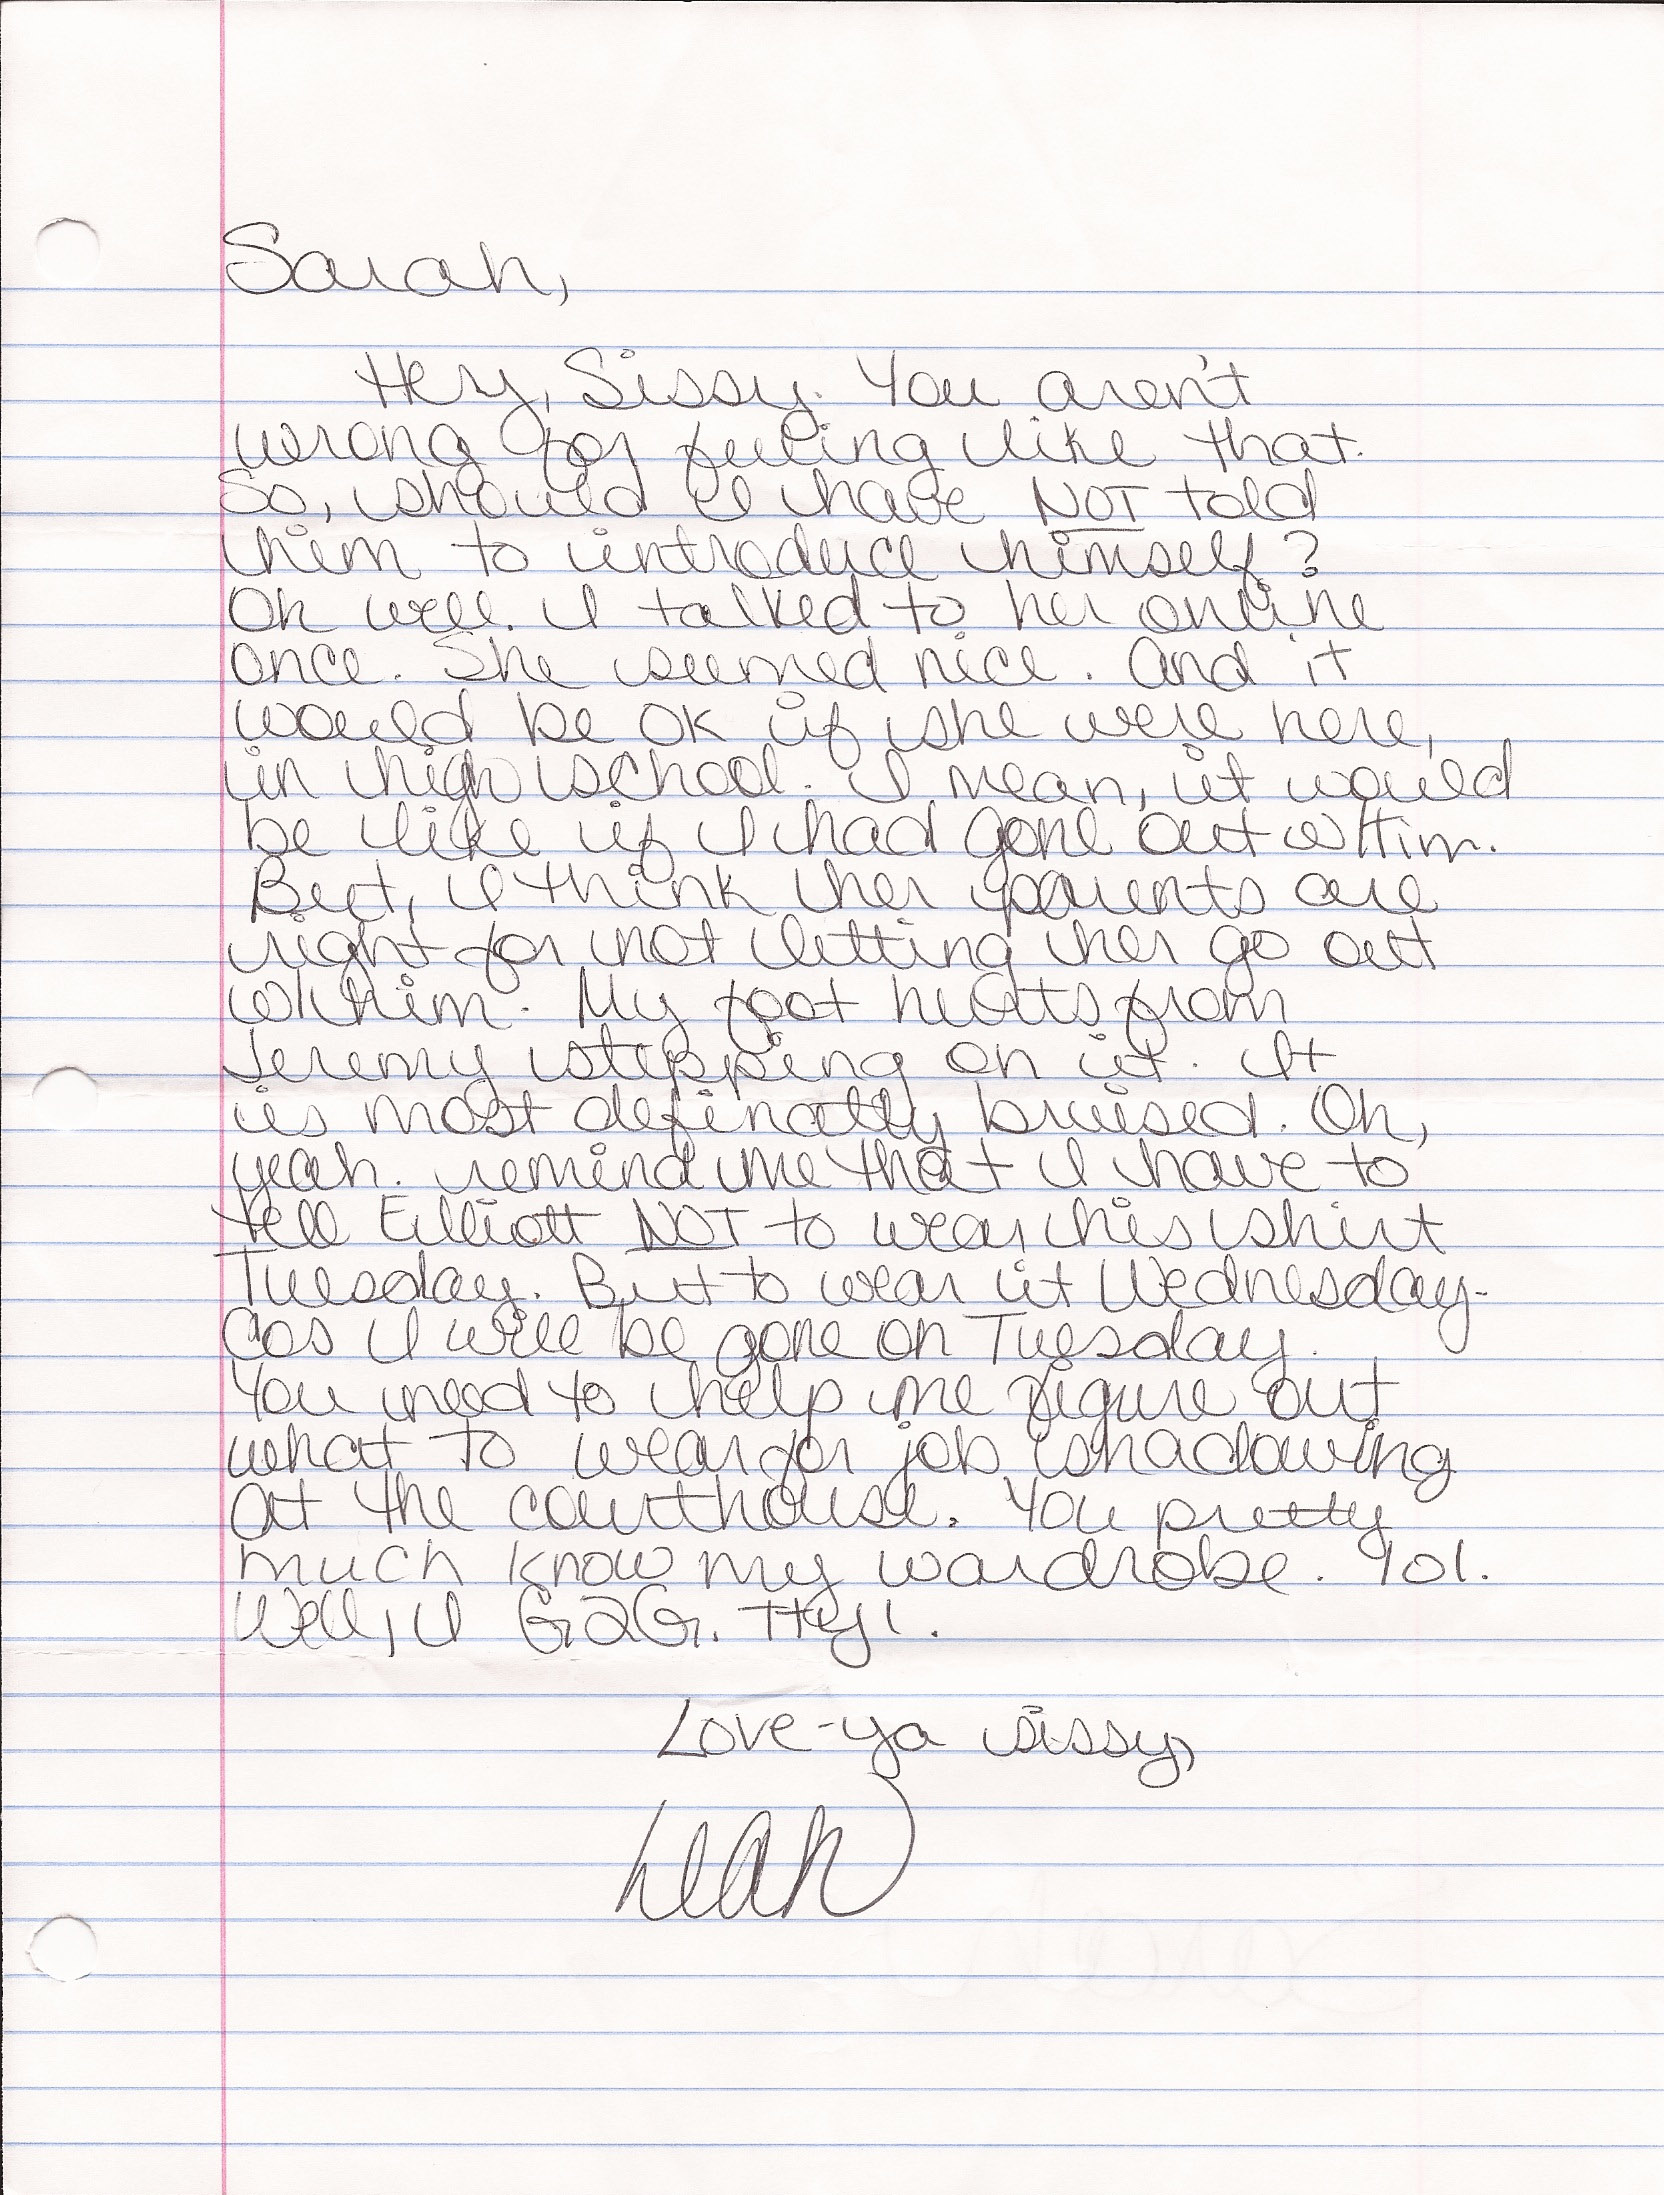 Sarah,
Hey, Sissy. You aren't
wrong for feeling like that.
So, should I have NOT told
him to introduce himself?
Oh well. I talked to her online
once. She seemed nice. And it
would be ok if she were here,
in high school. I mean, it would
be like if I had gone out w/Tim.
But, I think her parents are
right for not letting her go out
w/him. My foot hurts from
Jeremy stepping on it. It
is most definatly bruised. Oh,
yeah. remind me that I have to
tell Elliott NOT to wear his shirt
Tuesday. But to wear it Wednesday-
Cos I will be gone on Tuesday.
You need to help me figure out
what to wear for job shadowing
at the courthouse. You pretty
much know my wardrobe. lol.
Well, I G2G. ttyl.
Love-ya sissy,
Leah